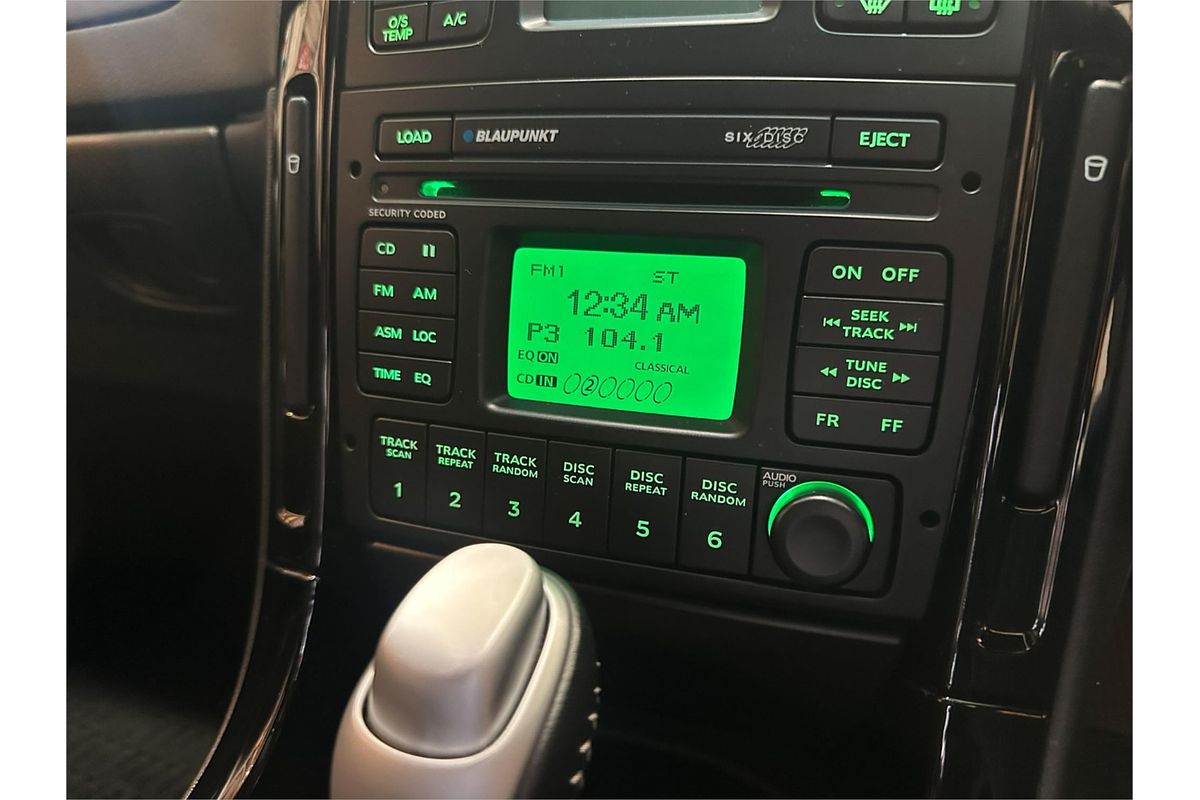 O/S
TEMP
A/C
LOAD
BLAUPUNKT
SIX DISC
EJECT
SECURITY CODED
CD
FM AM
ASM LOC
TIME EQ
FM1 ST
12:34 AM
P3 104.1
EQ ON
CLASSICAL
CD IN 2
ON OFF
SEEK
TRACK
TUNE
DISC
FR FF
TRACK
SCAN
1
TRACK
REPEAT
2
TRACK
RANDOM
3
DISC
SCAN
4
DISC
REPEAT
5
DISC
RANDOM
6
AUDIO
PUSH